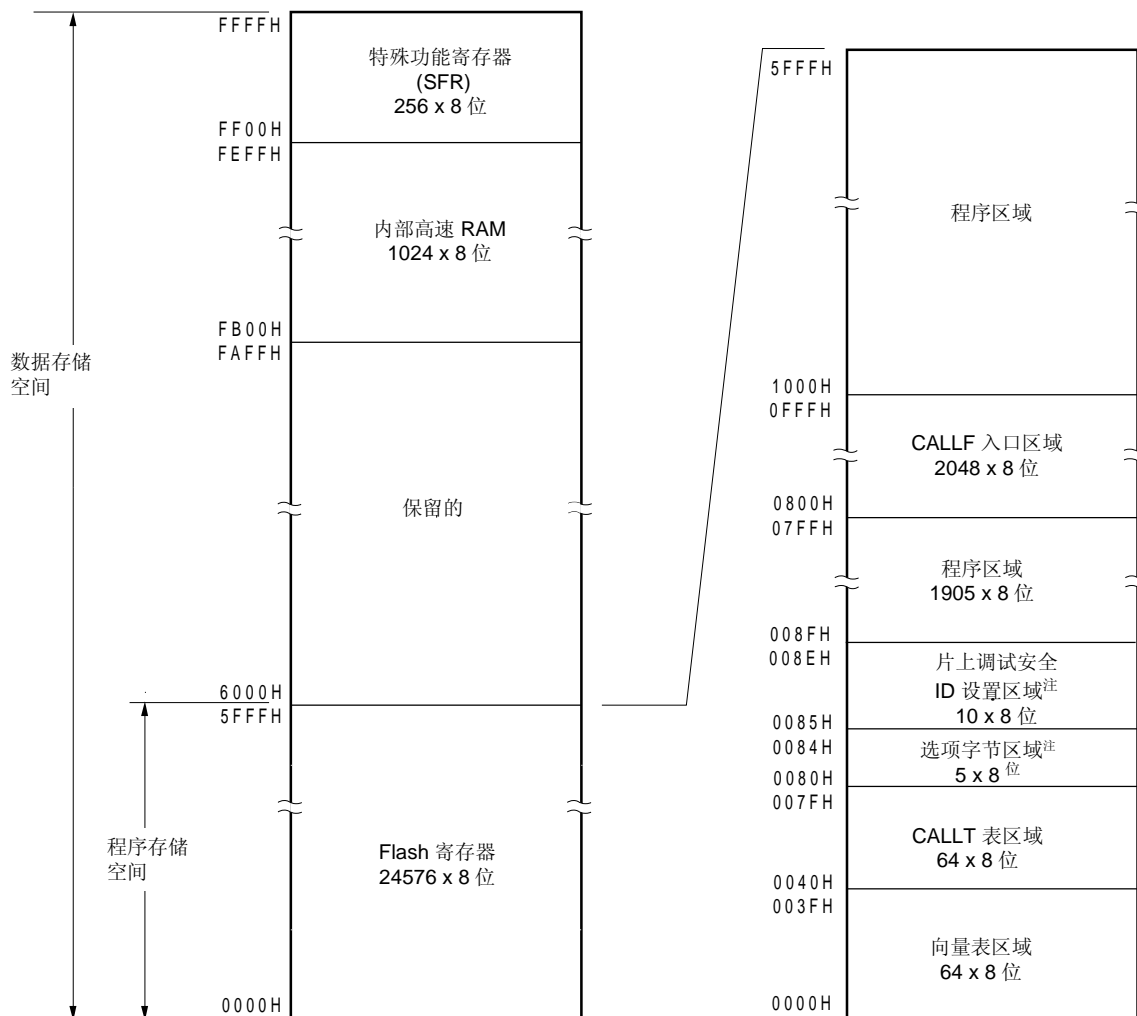 FFFFH
特殊功能寄存器
(SFR)
256 x 8 位
FF00H
FEFFH
内部高速 RAM
1024 x 8 位
FB00H
FAFFH
数据存储
空间
保留的
6000H
5FFFH
程序存储
空间
Flash 寄存器
24576 x 8 位
0000H
5FFFH
程序区域
1000H
0FFFH
CALLF 入口区域
2048 x 8 位
0800H
07FFH
程序区域
1905 x 8 位
008FH
008EH
片上调试安全
ID 设置区域注
10 x 8 位
0085H
0084H
选项字节区域注
5 x 8 位
0080H
007FH
CALLT 表区域
64 x 8 位
0040H
003FH
向量表区域
64 x 8 位
0000H